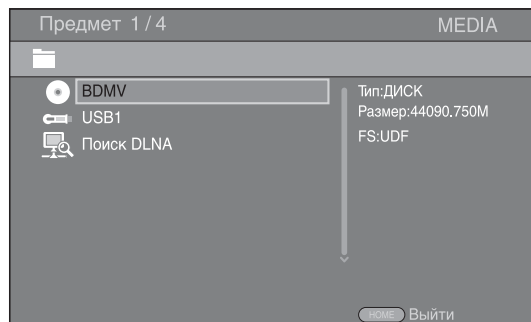 Предмет 1 / 4
MEDIA
BDMV
USB1
Поиск DLNA
Тип:ДИСК
Размер:44090.750M
FS:UDF
HOME Выйти